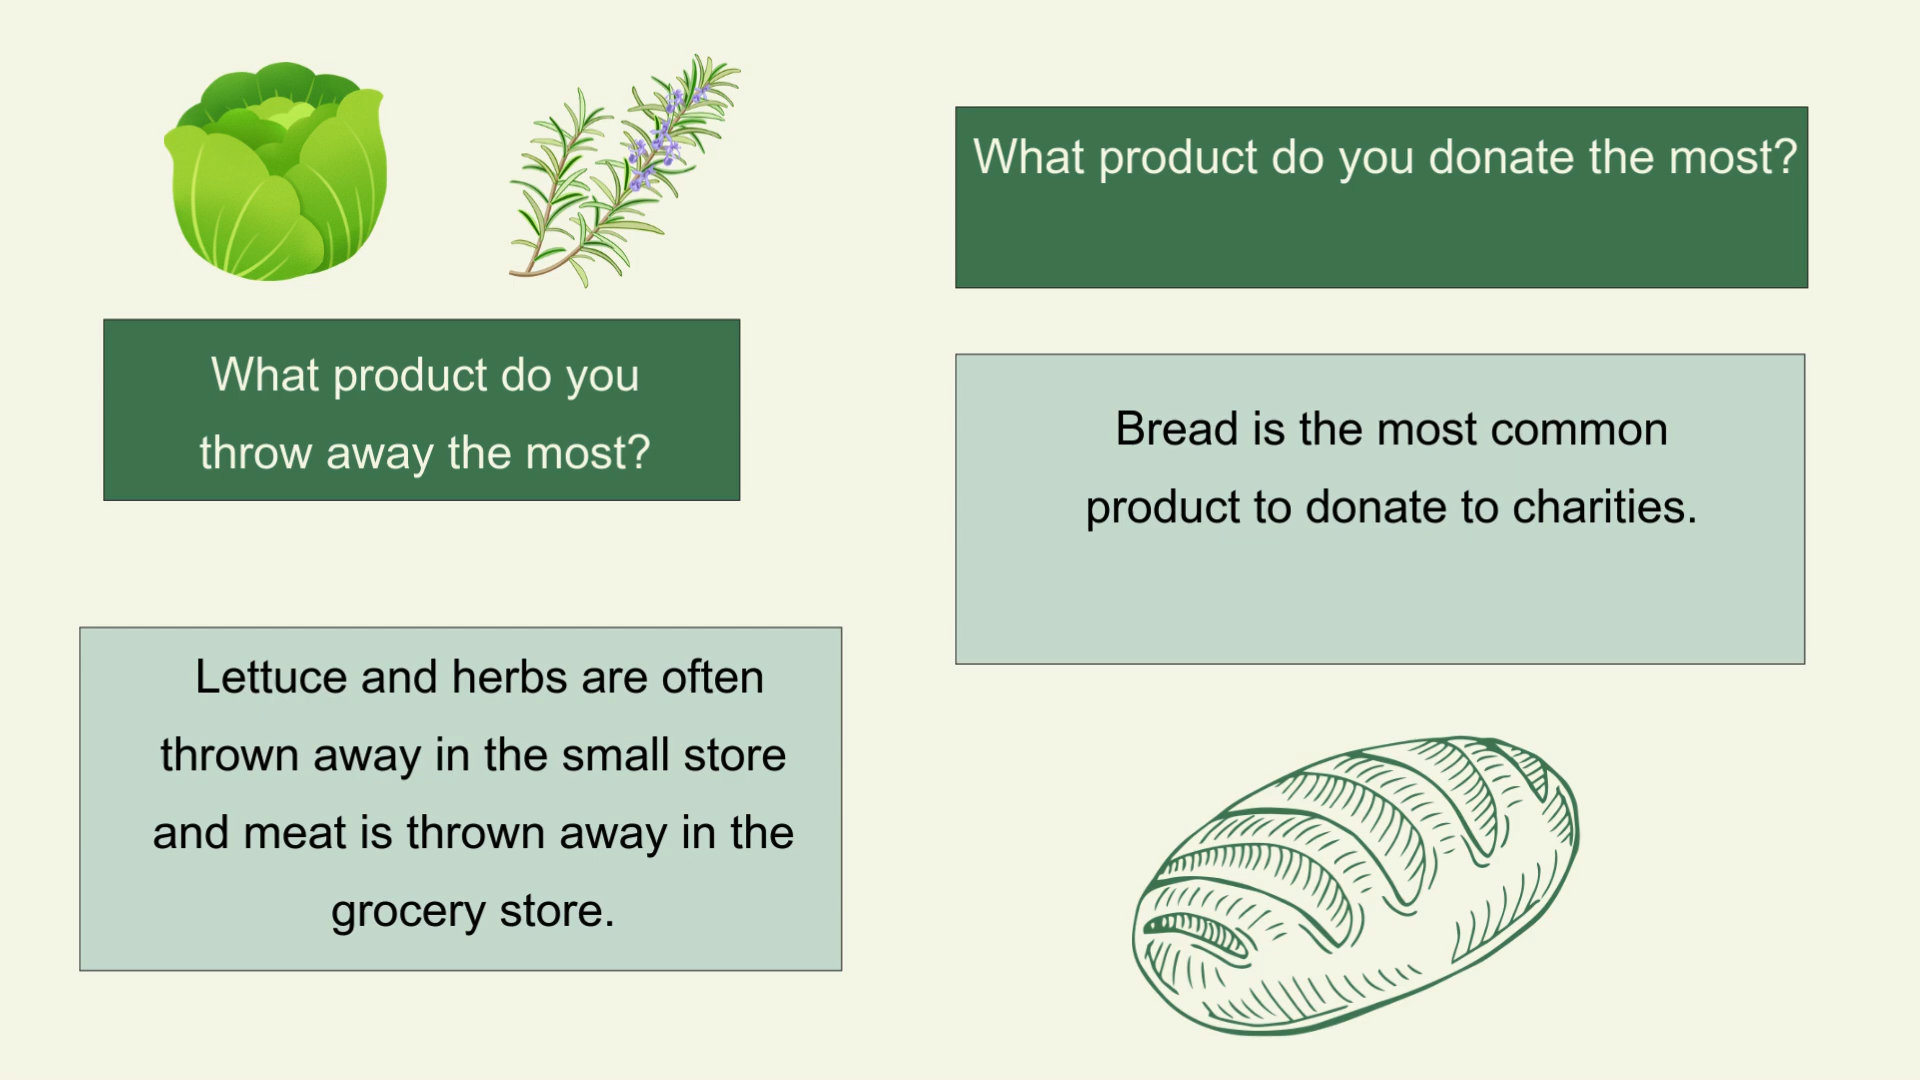 What product do you
throw away the most?
Lettuce and herbs are often
thrown away in the small store
and meat is thrown away in the
grocery store.
What product do you donate the most?
Bread is the most common
product to donate to charities.